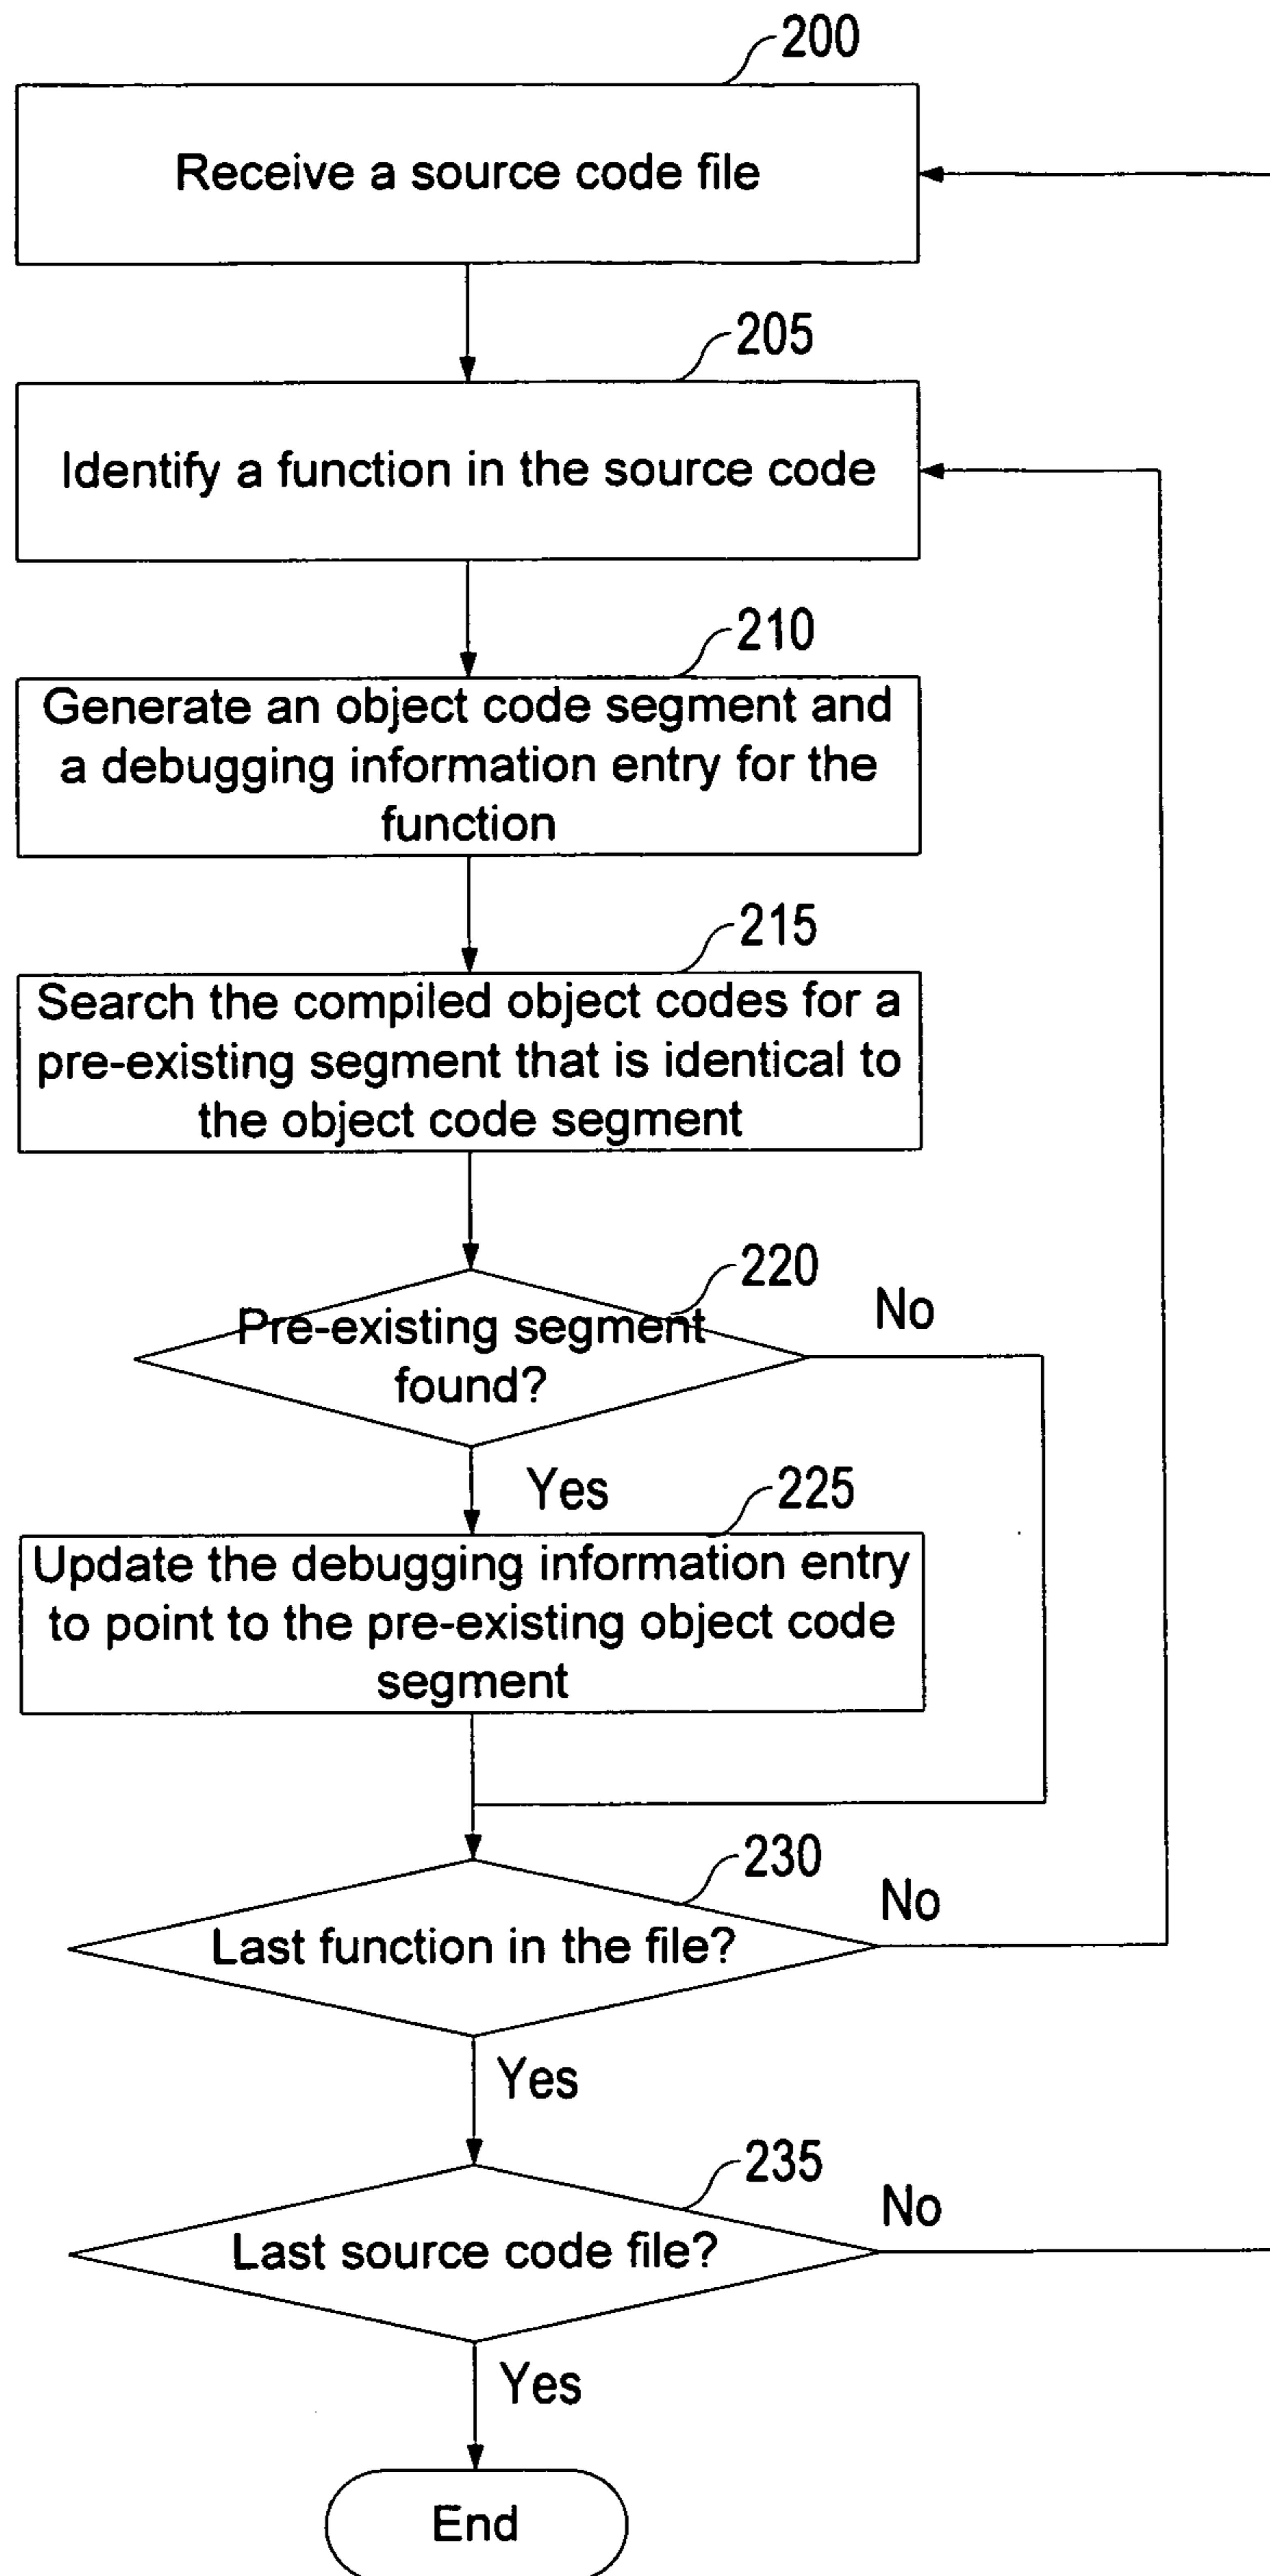 200
Receive a source code file
205
Identify a function in the source code
210
Generate an object code segment and
a debugging information entry for the
function
215
Search the compiled object codes for a
pre-existing segment that is identical to
the object code segment
220
Pre-existing segment
found?
No
Yes
225
Update the debugging information entry
to point to the pre-existing object code
segment
230
Last function in the file?
No
Yes
235
Last source code file?
No
Yes
End